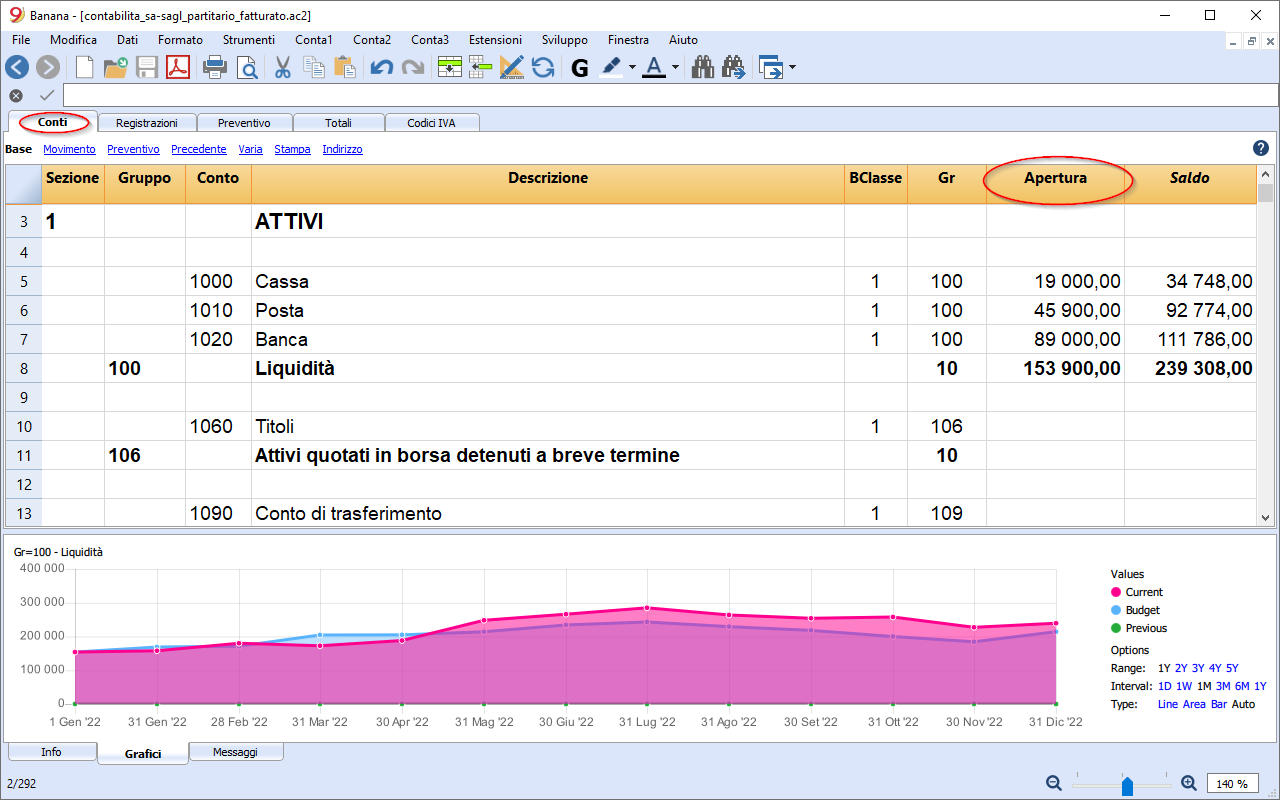 Banana - [contabilita_sa-sagl_partitario_fatturato.ac2]
File Modifica Dati Formato Strumenti Conta1 Conta2 Conta3 Estensioni Sviluppo Finestra Aiuto
G A
Conti Registrazioni Preventivo Totali Codici IVA
Base Movimento Preventivo Precedente Varia Stampa Indirizzo ?
Sezione Gruppo Conto Descrizione BClasse Gr Apertura Saldo
3 1 ATTIVI
4
5 1000 Cassa 1 100 19 000,00 34 748,00
6 1010 Posta 1 100 45 900,00 92 774,00
7 1020 Banca 1 100 89 000,00 111 786,00
8 100 Liquidità 10 153 900,00 239 308,00
9
10 1060 Titoli 1 106
11 106 Attivi quotati in borsa detenuti a breve termine 10
12
13 1090 Conto di trasferimento 1 109
Gr=100 - Liquidità
400 000
300 000
200 000
100 000
0
1 Gen '22 31 Gen '22 28 Feb '22 31 Mar '22 30 Apr '22 31 Mag '22 30 Giu '22 31 Lug '22 31 Ago '22 30 Set '22 31 Ott '22 30 Nov '22 31 Dic '22
Values
Current
Budget
Previous
Options
Range: 1Y 2Y 3Y 4Y 5Y
Interval: 1D 1W 1M 3M 6M 1Y
Type: Line Area Bar Auto
Info Grafici Messaggi
2/292 140 %